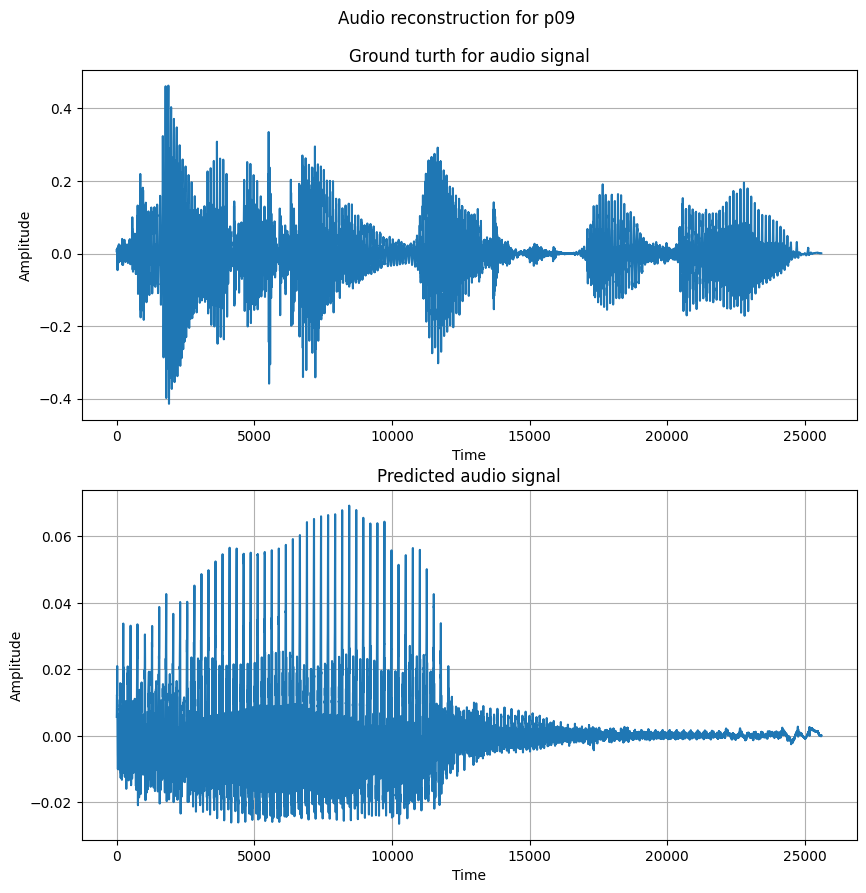 Audio reconstruction for p09
Ground turth for audio signal
0.4
0.2
0.0
−0.2
−0.4
Amplitude
0 5000 10000 15000 20000 25000
Time
Predicted audio signal
0.06
0.04
0.02
0.00
−0.02
Amplitude
0 5000 10000 15000 20000 25000
Time